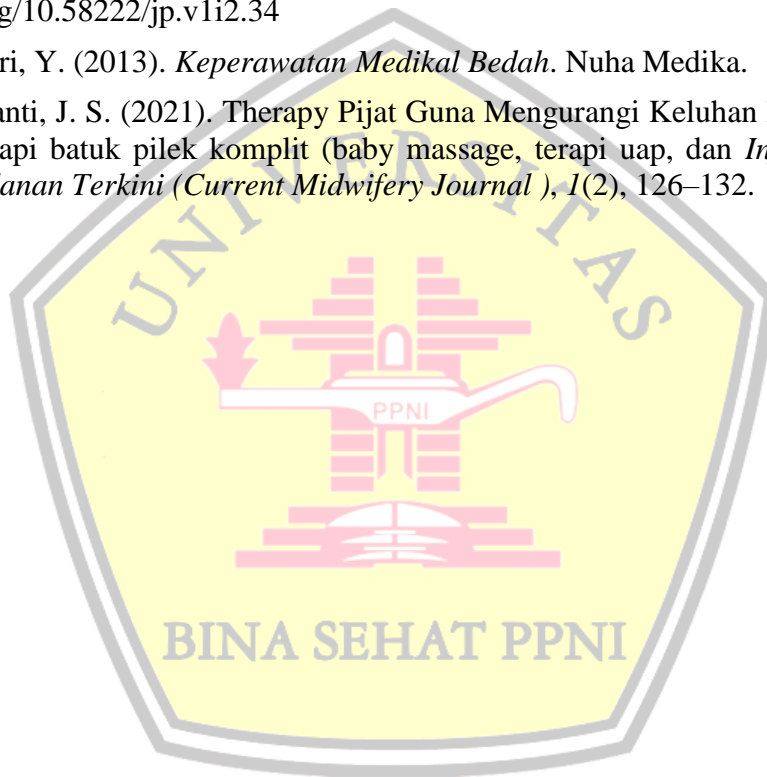 g/10.58222/jp.v1i2.34
ri, Y. (2013). Keperawatan Medikal Bedah. Nuha Medika.
anti, J. S. (2021). Therapy Pijat Guna Mengurangi Keluhan
api batuk pilek komplit (baby massage, terapi uap, dan In
lanan Terkini (Current Midwifery Journal ), 1(2), 126–132.
UNIVERSITAS
PPNI
BINA SEHAT PPNI